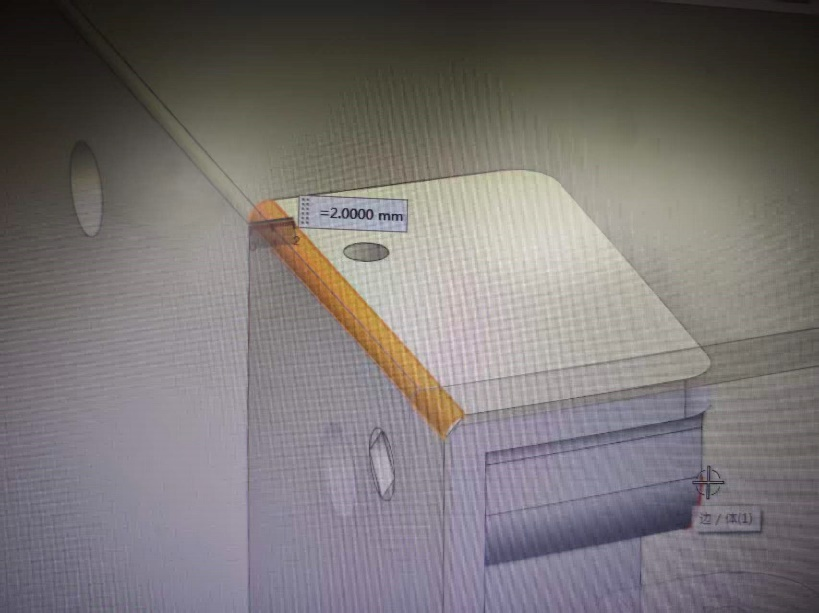 =2.0000 mm
边 / 体(1)